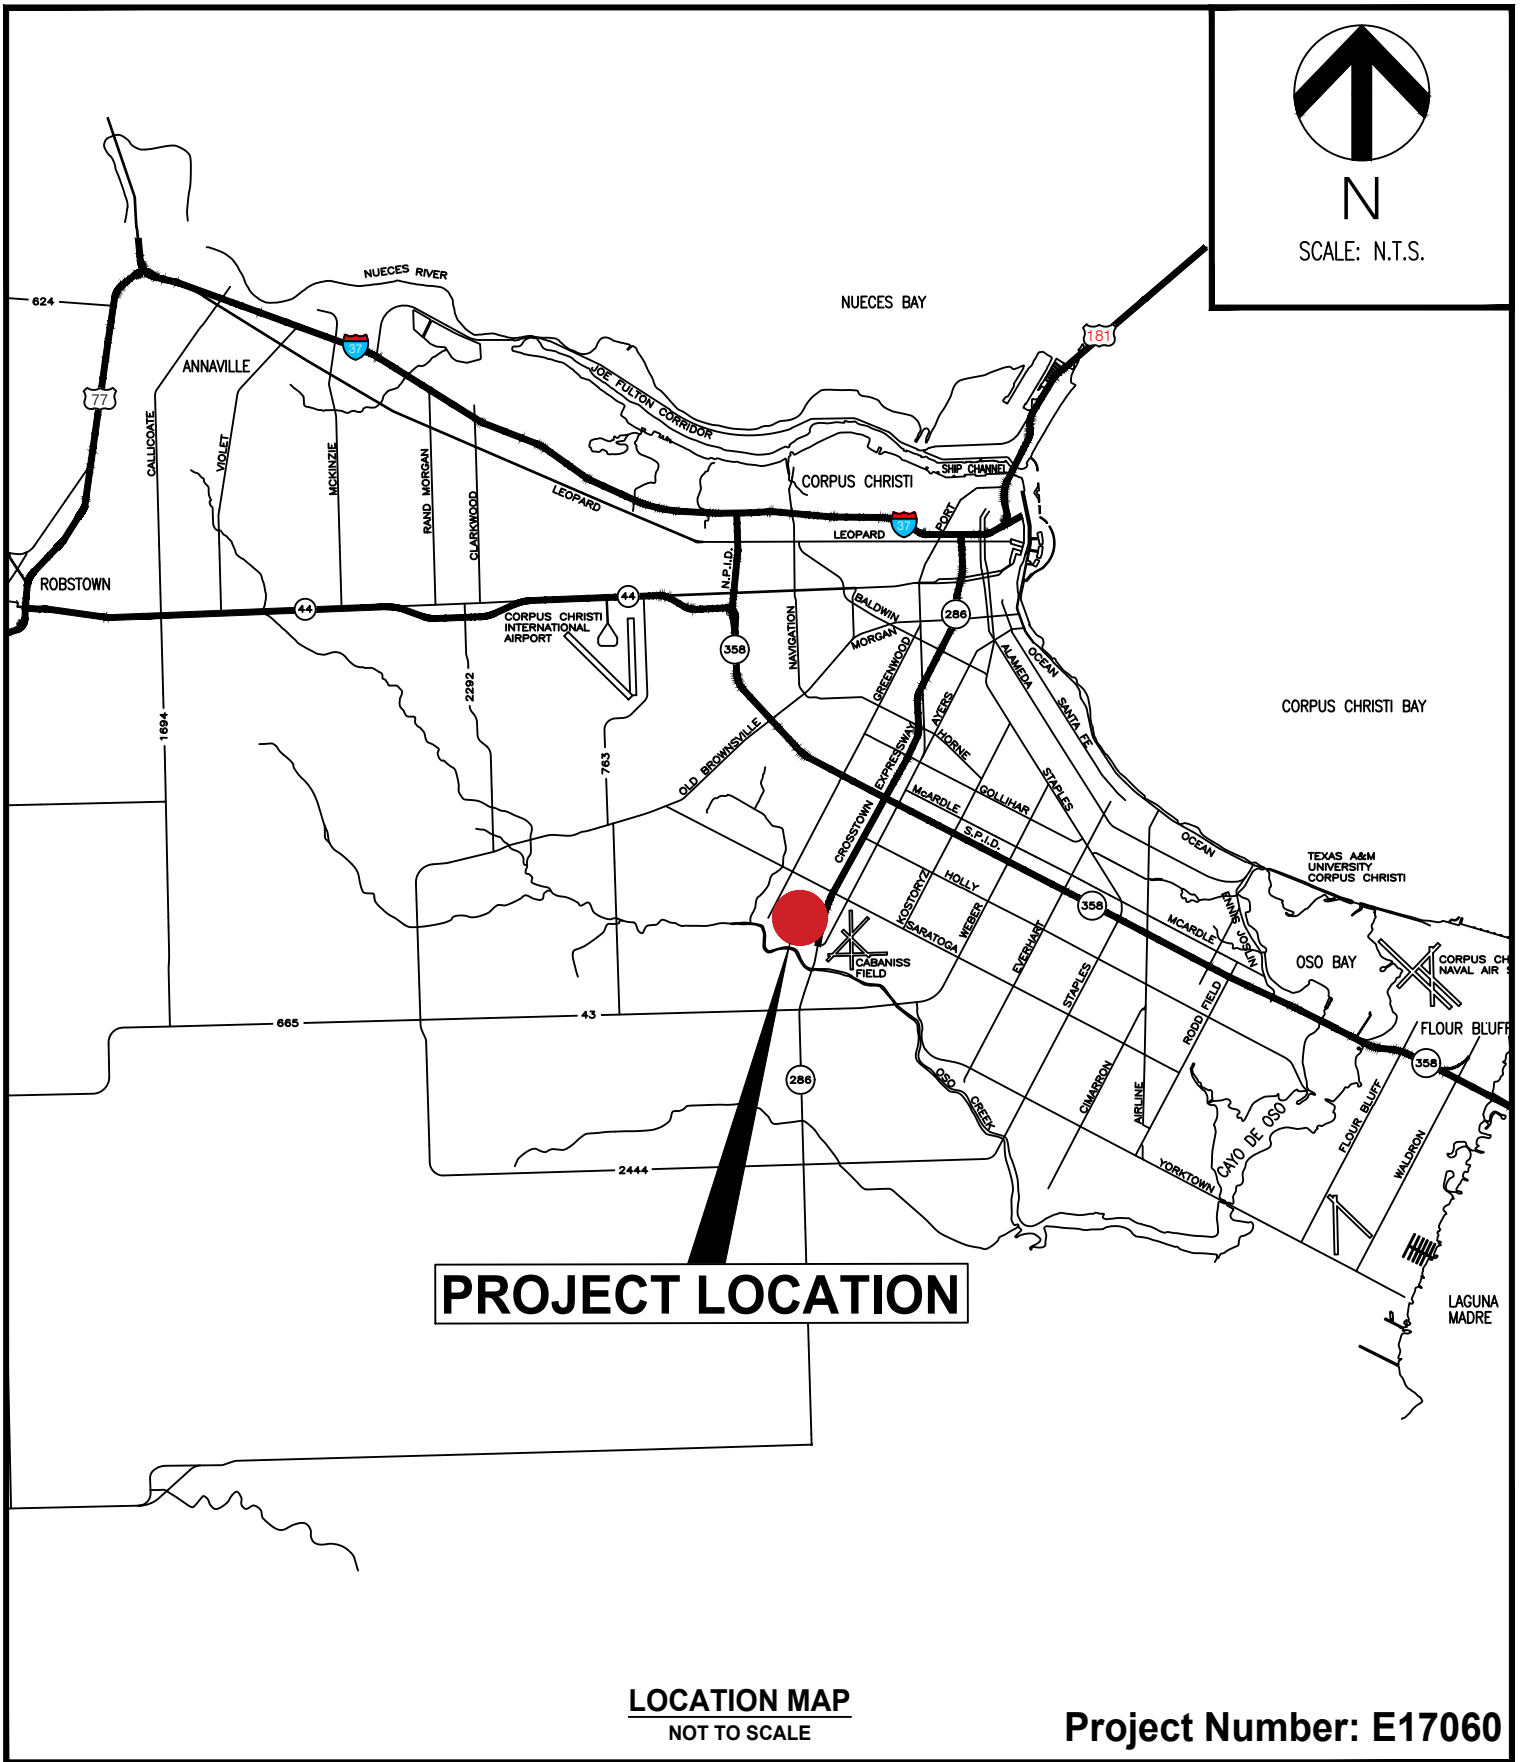 N
SCALE: N.T.S.
NUECES RIVER
NUECES BAY
624
181
37
ANNAVILLE
77
JOE FULTON CORRIDOR
CALLICOATE
VIOLET
MCKINZIE
RAND MORGAN
CLARKWOOD
LEOPARD
SHIP CHANNEL
CORPUS CHRISTI
PORT
37
LEOPARD
N.P.I.D.
ROBSTOWN
44
44
CORPUS CHRISTI
INTERNATIONAL
AIRPORT
BALDWIN
286
MORGAN
358
NAVIGATION
GREENWOOD
ALAMEDA
OCEAN
SANTA FE
CORPUS CHRISTI BAY
1694
2292
763
OLD BROWNSVILLE
AYERS
HORNE
CROSSTOWN EXPRESSWAY
McARDLE
GOLLIHAR
STAPLES
S.P.I.D.
OCEAN
TEXAS A&M
UNIVERSITY
CORPUS CHRISTI
HOLLY
KOSTORYZ
WEBER
SARATOGA
358
MCARDLE
ENNIS JOSLIN
EVERHART
CABANISS
FIELD
OSO BAY
CORPUS CH
NAVAL AIR S
STAPLES
RODD FIELD
FLOUR BLUFF
665
43
358
286
OSO CREEK
CIMARRON
AIRLINE
CAYO DE OSO
FLOUR BLUFF
WALDRON
2444
YORKTOWN
PROJECT LOCATION
LAGUNA
MADRE
LOCATION MAP
NOT TO SCALE
Project Number: E17060